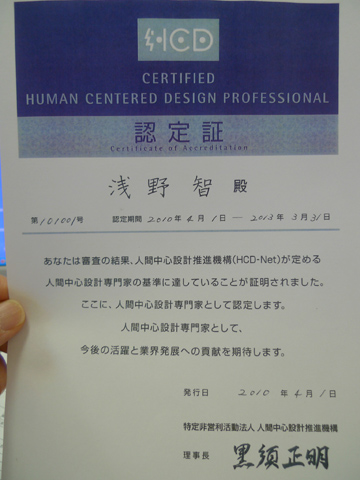 HCD
CERTIFIED
HUMAN CENTERED DESIGN PROFESSIONAL
認定証
Certificate of Accreditation
浅野 智 殿
第101001号 認定期間 2010年4月1日 — 2013年3月31日
あなたは審査の結果、人間中心設計推進機構(HCD-Net)が定める
人間中心設計専門家の基準に達していることが証明されました。
ここに、人間中心設計専門家として認定します。
人間中心設計専門家として、
今後の活躍と業界発展への貢献を期待します。
発行日 2010 年 4月 1日
特定非営利活動法人 人間中心設計推進機構
理事長 黒須正明